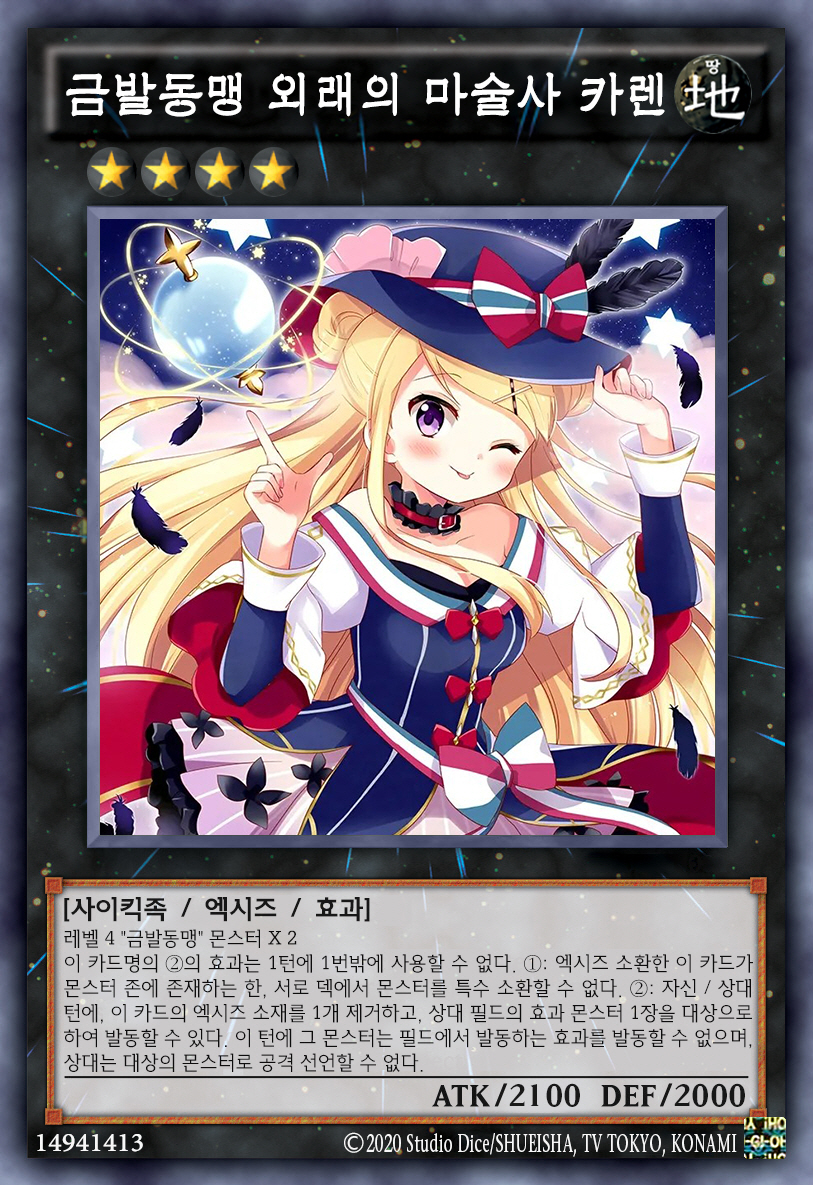 금발동맹 외래의 마술사 카렌
땅
地
[사이킥족 / 엑시즈 / 효과]
레벨 4 "금발동맹" 몬스터 X 2
이 카드명의 ②의 효과는 1턴에 1번밖에 사용할 수 없다. ①: 엑시즈 소환한 이 카드가
몬스터 존에 존재하는 한, 서로 덱에서 몬스터를 특수 소환할 수 없다. ②: 자신 / 상대
턴에, 이 카드의 엑시즈 소재를 1개 제거하고, 상대 필드의 효과 몬스터 1장을 대상으로
하여 발동할 수 있다. 이 턴에 그 몬스터는 필드에서 발동하는 효과를 발동할 수 없으며,
상대는 대상의 몬스터로 공격 선언할 수 없다.
ATK/2100 DEF/2000
14941413
©2020 Studio Dice/SHUEISHA, TV TOKYO, KONAMI